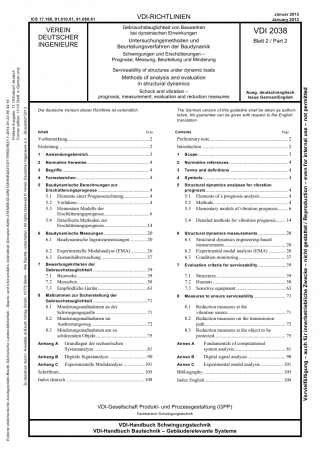 ICS 17.160, 91.010.01, 91.080.01
VDI-RICHTLINIEN
Januar 2013
January 2013
VEREIN
DEUTSCHER
INGENIEURE
Gebrauchstauglichkeit von Bauwerken
bei dynamischen Einwirkungen
Untersuchungsmethoden und
Beurteilungsverfahren der Baudynamik
Schwingungen und Erschütterungen –
Prognose, Messung, Beurteilung und Minderung
Serviceability of structures under dynamic loads
Methods of analysis and evaluation
in structural dynamics
Schock and vibration –
prognosis, measurement, evaluation and reduction measures
VDI 2038
Blatt 2 / Part 2
Ausg. deutsch/englisch
Issue German/English
Die deutsche Version dieser Richtlinie ist verbindlich.
The German version of this guideline shall be taken as authoritative. No guarantee can be given with respect to the English translation.
Inhalt Seite
Vorbemerkung 2
Einleitung 2
1 Anwendungsbereich 3
2 Normative Verweise 4
3 Begriffe 4
4 Formelzeichen 4
5 Baudynamische Berechnungen zur
Erschütterungsprognose 4
5.1 Elemente einer Prognoserechnung 4
5.2 Verfahren 4
5.3 Elementare Modelle der
Erschütterungsprognose 6
5.4 Detaillierte Methoden zur
Erschütterungsprognose 14
6 Baudynamische Messungen 20
6.1 Baudynamische Ingenieurmessungen 20
6.2 Experimentelle Modalanalyse (EMA) 26
6.3 Zustandsüberwachung 37
7 Bewertungskriterien der
Gebrauchstauglichkeit 39
7.1 Bauwerke 39
7.2 Menschen 50
7.3 Empfindliche Geräte 63
8 Maßnahmen zur Sicherstellung der
Gebrauchstauglichkeit 71
8.1 Minderungsmaßnahmen an der
Schwingungsquelle 71
8.2 Minderungsmaßnahmen im
Ausbreitungsweg 72
8.3 Minderungsmaßnahmen am zu
schützenden Objekt 75
Anhang A Grundlagen der rechnerischen
Systemanalyse 81
Anhang B Digitale Signalanalyse 90
Anhang C Experimentelle Modalanalyse 101
Schrifttum 105
Index deutsch 108
Contents Page
Preliminary note 2
Introduction 2
1 Scope 3
2 Normative references 4
3 Terms and definitions 4
4 Symbols 4
5 Structural dynamics analyses for vibration
prognosis 4
5.1 Elements of a prognosis analysis 4
5.2 Methods 4
5.3 Elementary models of vibration prognosis 6
5.4 Detailed methods for vibration prognosis 14
6 Structural dynamics measurements 20
6.1 Structural dynamics engineering-based
measurements 20
6.2 Experimental modal analysis (EMA) 26
6.3 Condition monitoring 37
7 Evaluation criteria for serviceability 39
7.1 Structures 39
7.2 Humans 50
7.3 Sensitive equipment 63
8 Measures to ensure serviceability 71
8.1 Reduction measures at the
vibration source 71
8.2 Reduction measures on the transmission
path 72
8.3 Reduction measures at the object to be
protected 75
Annex A Fundamentals of computational
system analysis 81
Annex B Digital signal analysis 90
Annex C Experimental modal analysis 101
Bibliography 105
Index English 108
VDI-Gesellschaft Produkt- und Prozessgestaltung (GPP)
Fachbereich Schwingungstechnik
VDI-Handbuch Schwingungstechnik
VDI-Handbuch Bautechnik – Gebäuderelevante Systeme
Vervielfältigung – auch für innerbetriebliche Zwecke – nicht gestattet / Reproduction – even for internal use – not permitted